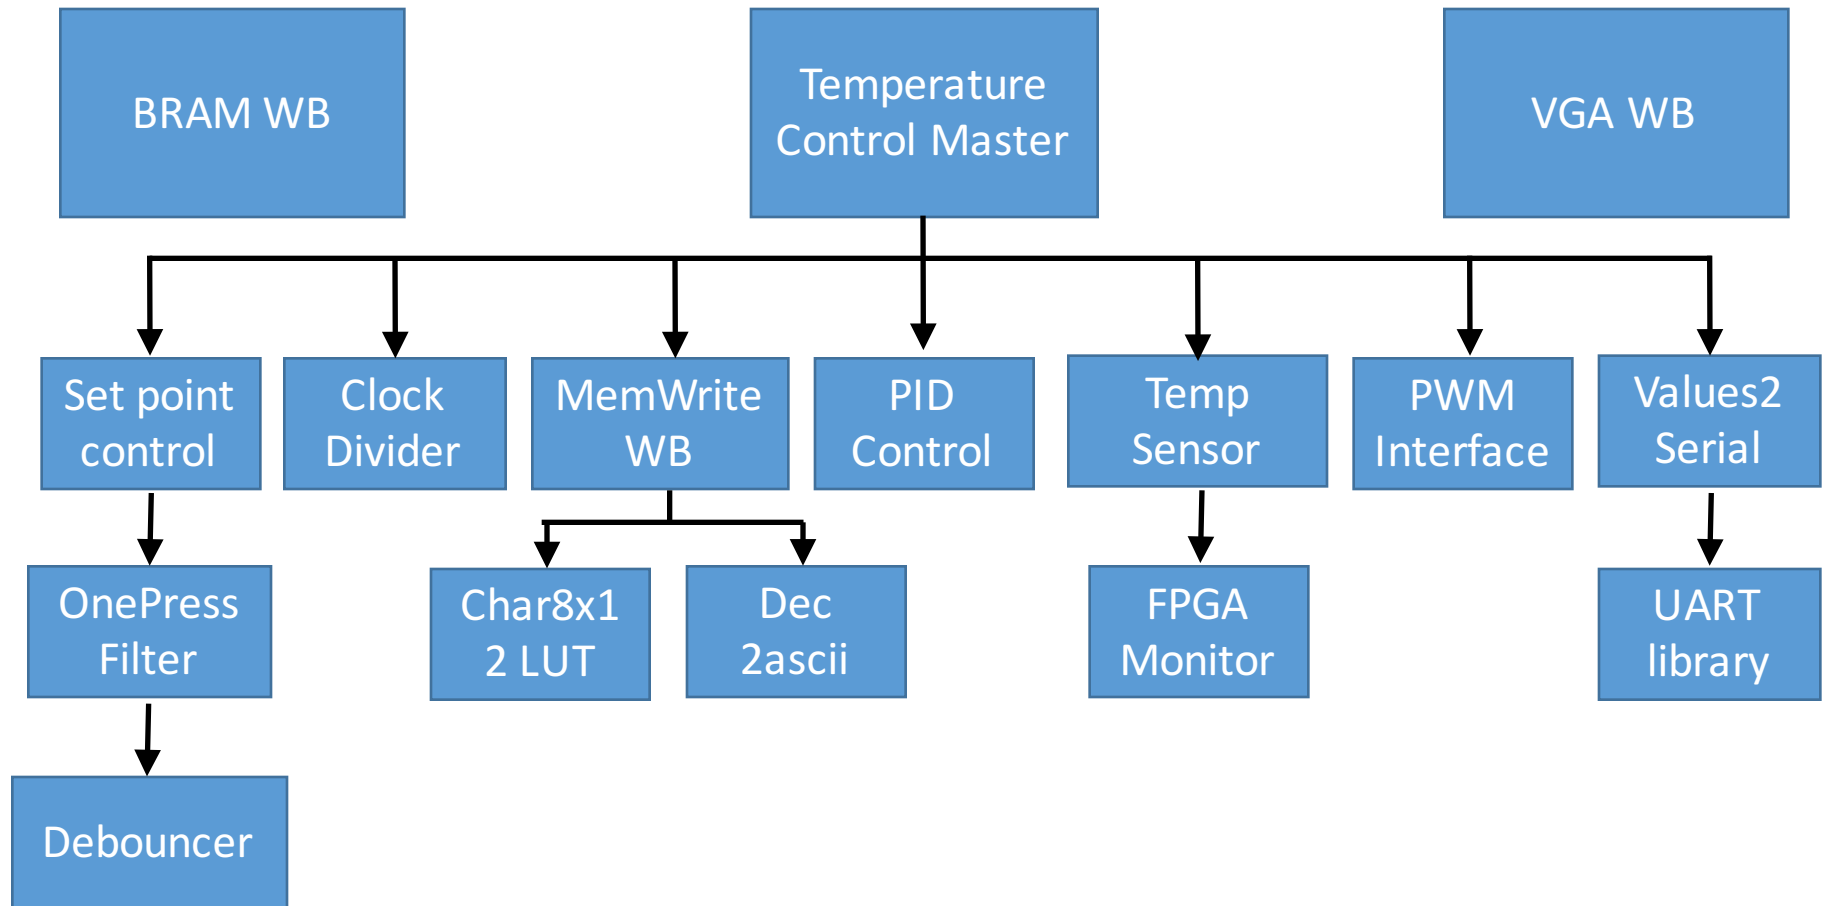 BRAM WB
Temperature
Control Master
VGA WB
Set point
control
Clock
Divider
MemWrite
WB
PID
Control
Temp
Sensor
PWM
Interface
Values2
Serial
OnePress
Filter
Char8x1
2 LUT
Dec
2ascii
FPGA
Monitor
UART
library
Debouncer